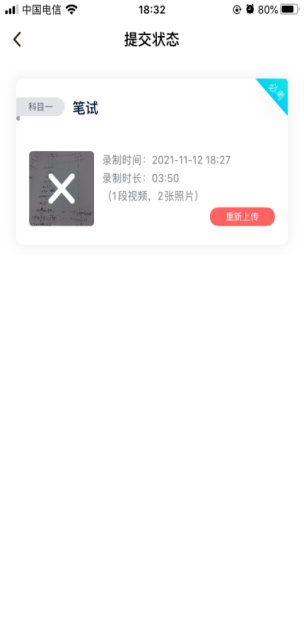 中国电信 18:32 80%
提交状态
必考
科目一 笔试
录制时间：2021-11-12 18:27
录制时长：03:50
（1段视频，2张照片）
重新上传